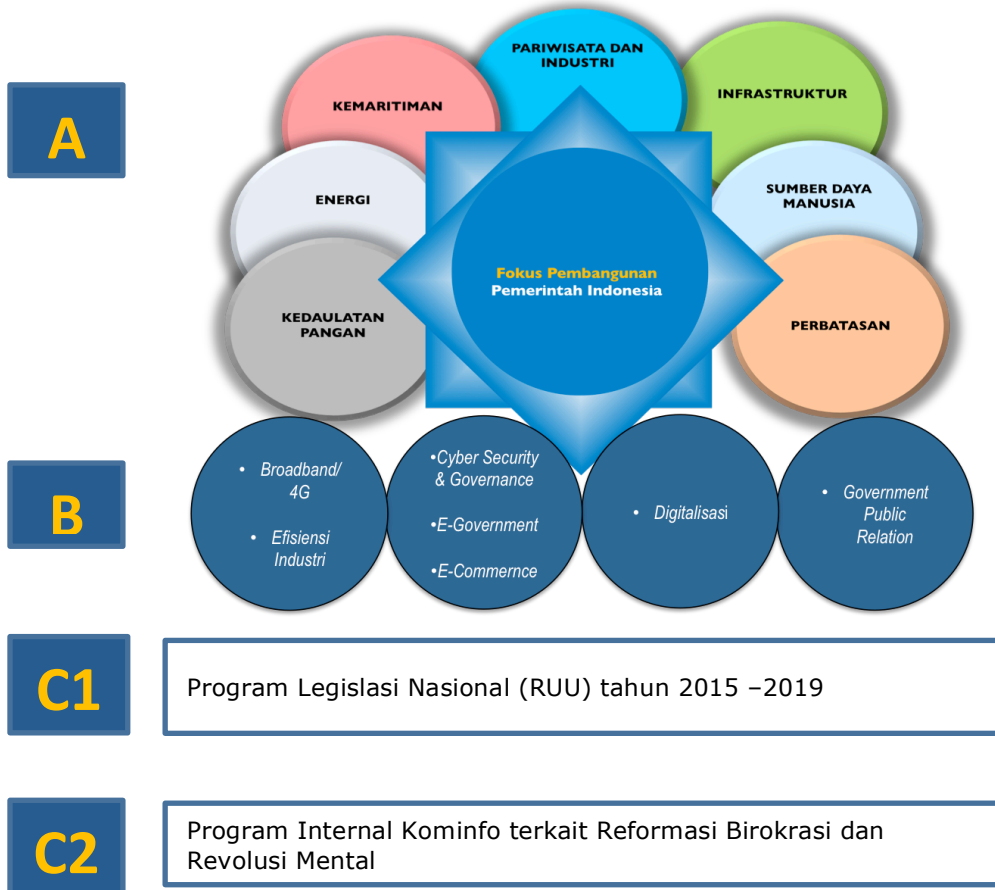 A
PARIWISATA DAN
INDUSTRI
KEMARITIMAN
INFRASTRUKTUR
ENERGI
SUMBER DAYA
MANUSIA
Fokus Pembangunan
Pemerintah Indonesia
KEDAULATAN
PANGAN
PERBATASAN
B
• Broadband/
4G
• Efisiensi
Industri
•Cyber Security
& Governance
•E-Government
•E-Commernce
• Digitalisasi
• Government
Public
Relation
C1
Program Legislasi Nasional (RUU) tahun 2015 –2019
C2
Program Internal Kominfo terkait Reformasi Birokrasi dan
Revolusi Mental